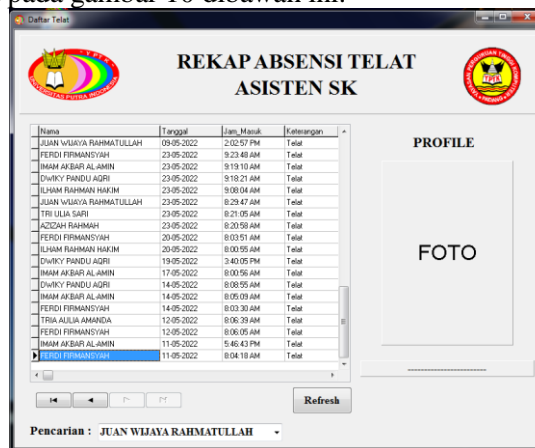 pada gambar 10 dibawah ini.
Daftar Telat
REKAP ABSENSI TELAT
ASISTEN SK
Nama Tanggal Jam_Masuk Keterangan
JUAN WIJAYA RAHMATULLAH 09-05-2022 2:02:57 PM Telat
FERDI FIRMANSYAH 23-05-2022 9:23:48 AM Telat
IMAM AKBAR AL-AMIN 23-05-2022 9:19:10 AM Telat
DWIKY PANDU AQRI 23-05-2022 9:18:21 AM Telat
ILHAM RAHMAN HAKIM 23-05-2022 9:08:04 AM Telat
JUAN WIJAYA RAHMATULLAH 23-05-2022 8:29:47 AM Telat
TRI ULIA SARI 23-05-2022 8:21:05 AM Telat
AZIZAH RAHMAH 23-05-2022 8:20:58 AM Telat
FERDI FIRMANSYAH 20-05-2022 8:03:51 AM Telat
ILHAM RAHMAN HAKIM 20-05-2022 8:00:55 AM Telat
DWIKY PANDU AQRI 19-05-2022 3:40:05 PM Telat
IMAM AKBAR AL-AMIN 17-05-2022 8:00:56 AM Telat
DWIKY PANDU AQRI 14-05-2022 8:08:55 AM Telat
IMAM AKBAR AL-AMIN 14-05-2022 8:05:09 AM Telat
FERDI FIRMANSYAH 14-05-2022 8:03:30 AM Telat
TRIA AULIA AMANDA 12-05-2022 8:06:39 AM Telat
FERDI FIRMANSYAH 12-05-2022 8:06:05 AM Telat
IMAM AKBAR AL-AMIN 11-05-2022 5:46:43 PM Telat
FERDI FIRMANSYAH 11-05-2022 8:04:18 AM Telat
PROFILE
FOTO
------------------------
Refresh
Pencarian : JUAN WIJAYA RAHMATULLAH